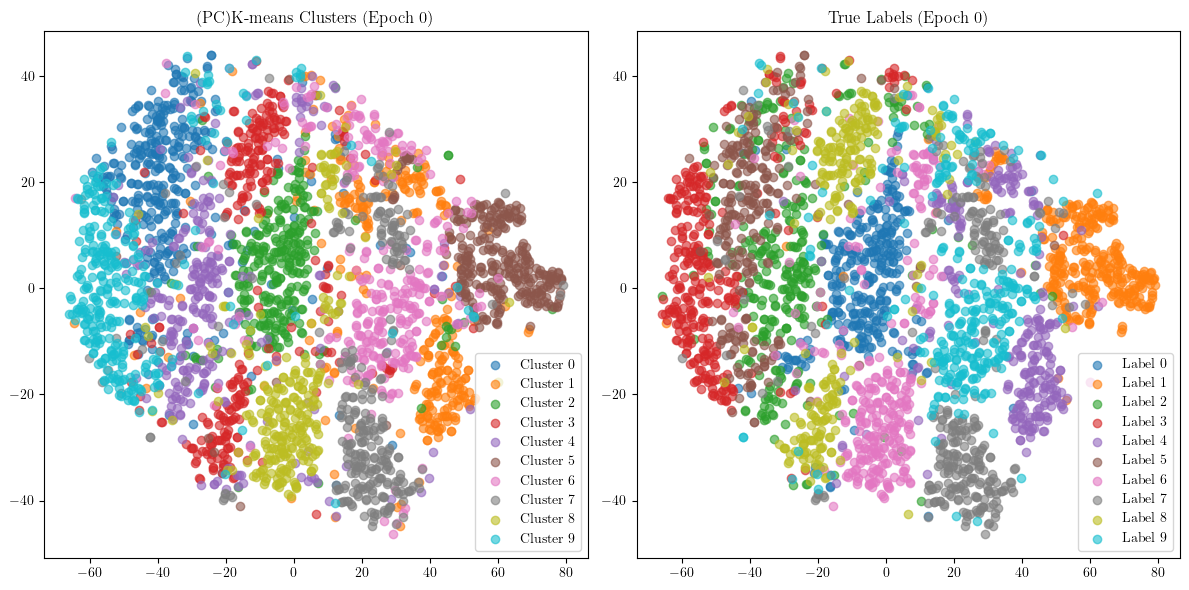 (PC)K-means Clusters (Epoch 0)
40
20
0
−20
−40
−60
−40
−20
0
20
40
60
80
Cluster 0
Cluster 1
Cluster 2
Cluster 3
Cluster 4
Cluster 5
Cluster 6
Cluster 7
Cluster 8
Cluster 9
True Labels (Epoch 0)
40
20
0
−20
−40
−60
−40
−20
0
20
40
60
80
Label 0
Label 1
Label 2
Label 3
Label 4
Label 5
Label 6
Label 7
Label 8
Label 9